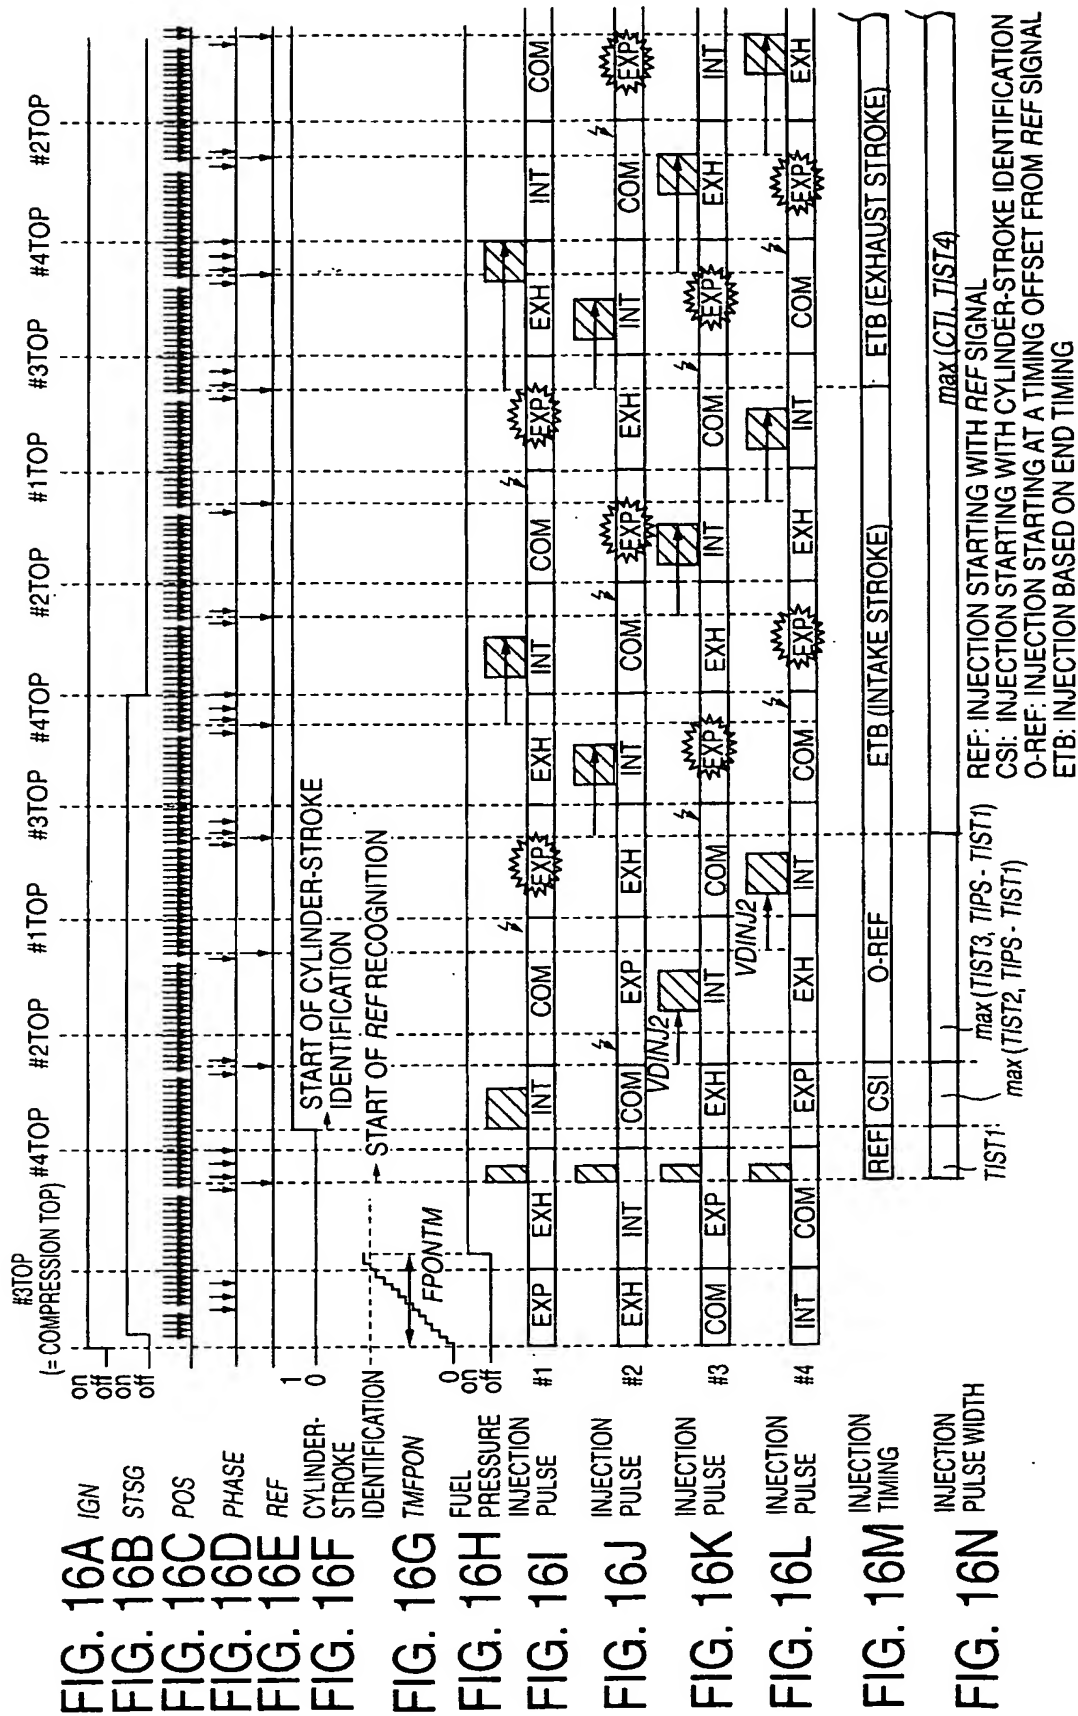 #3TOP
(= COMPRESSION TOP) #4TOP #2TOP #1TOP #3TOP #4TOP #2TOP #1TOP #3TOP #4TOP #2TOP
FIG. 16A IGN on off
FIG. 16B STSG on off
FIG. 16C POS
FIG. 16D PHASE
FIG. 16E REF
FIG. 16F CYLINDER-STROKE IDENTIFICATION 1 0
START OF CYLINDER-STROKE
IDENTIFICATION
START OF REF RECOGNITION
FIG. 16G TMFPON 0
FPONTM
FIG. 16H FUEL PRESSURE on off
FIG. 16I INJECTION PULSE #1 EXP EXH INT COM EXP EXH INT COM EXP EXH INT COM
FIG. 16J INJECTION PULSE #2 EXH INT COM EXP EXH INT COM EXP EXH INT COM EXP
VDINJ2
FIG. 16K INJECTION PULSE #3 COM EXP EXH INT COM EXP EXH INT COM EXP EXH INT
VDINJ2
FIG. 16L INJECTION PULSE #4 INT COM EXP EXH INT COM EXP EXH INT COM EXP EXH
FIG. 16M INJECTION TIMING REF CSI O-REF ETB (INTAKE STROKE) ETB (EXHAUST STROKE)
FIG. 16N INJECTION PULSE WIDTH max (CTI, TIST4)
TIST1
max (TIST3, TIPS - TIST1)
max (TIST2, TIPS - TIST1)
REF: INJECTION STARTING WITH REF SIGNAL
CSI: INJECTION STARTING WITH CYLINDER-STROKE IDENTIFICATION
O-REF: INJECTION STARTING AT A TIMING OFFSET FROM REF SIGNAL
ETB: INJECTION BASED ON END TIMING